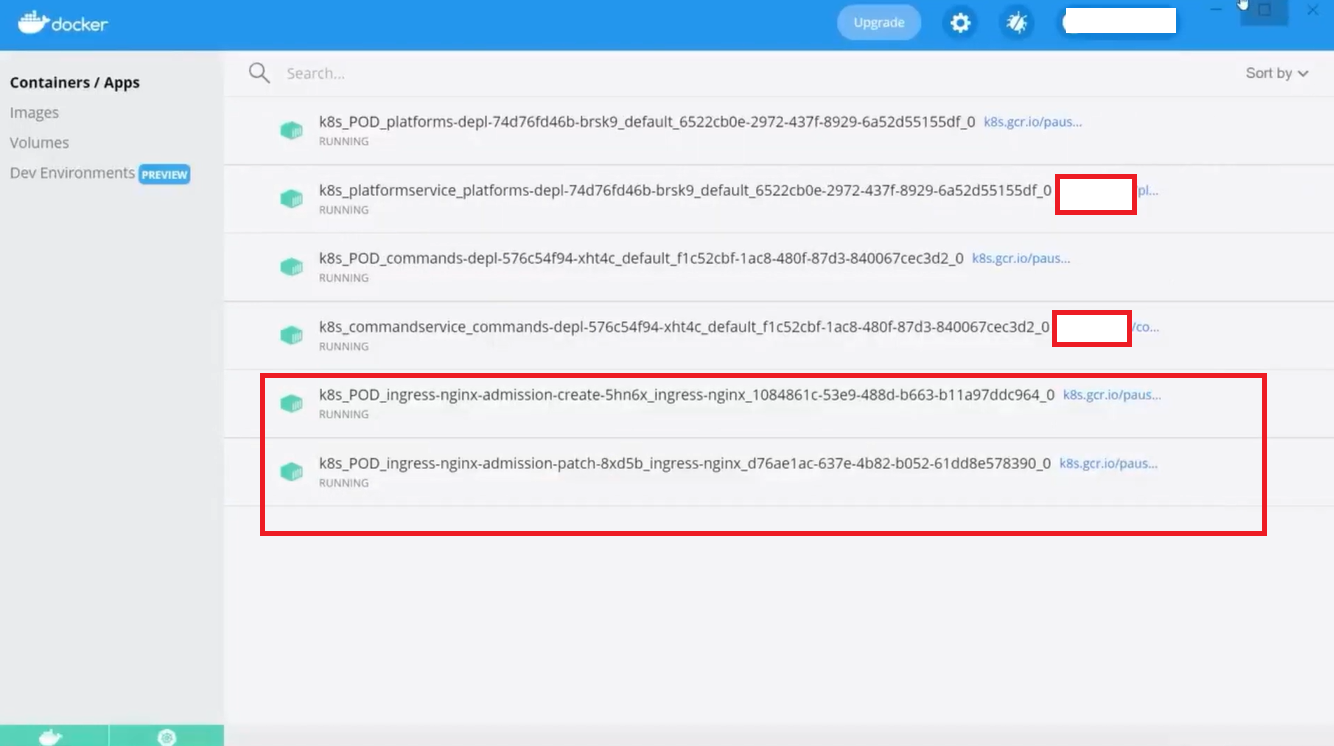 docker
Upgrade
Containers / Apps
Images
Volumes
Dev Environments PREVIEW
Search...
Sort by
k8s_POD_platforms-depl-74d76fd46b-brsk9_default_6522cb0e-2972-437f-8929-6a52d55155df_0 k8s.gcr.io/paus...
RUNNING
k8s_platformservice_platforms-depl-74d76fd46b-brsk9_default_6522cb0e-2972-437f-8929-6a52d55155df_0 pl...
RUNNING
k8s_POD_commands-depl-576c54f94-xht4c_default_f1c52cbf-1ac8-480f-87d3-840067cec3d2_0 k8s.gcr.io/paus...
RUNNING
k8s_commandservice_commands-depl-576c54f94-xht4c_default_f1c52cbf-1ac8-480f-87d3-840067cec3d2_0 /co...
RUNNING
k8s_POD_ingress-nginx-admission-create-5hn6x_ingress-nginx_1084861c-53e9-488d-b663-b11a97ddc964_0 k8s.gcr.io/paus...
RUNNING
k8s_POD_ingress-nginx-admission-patch-8xd5b_ingress-nginx_d76ae1ac-637e-4b82-b052-61dd8e578390_0 k8s.gcr.io/paus...
RUNNING